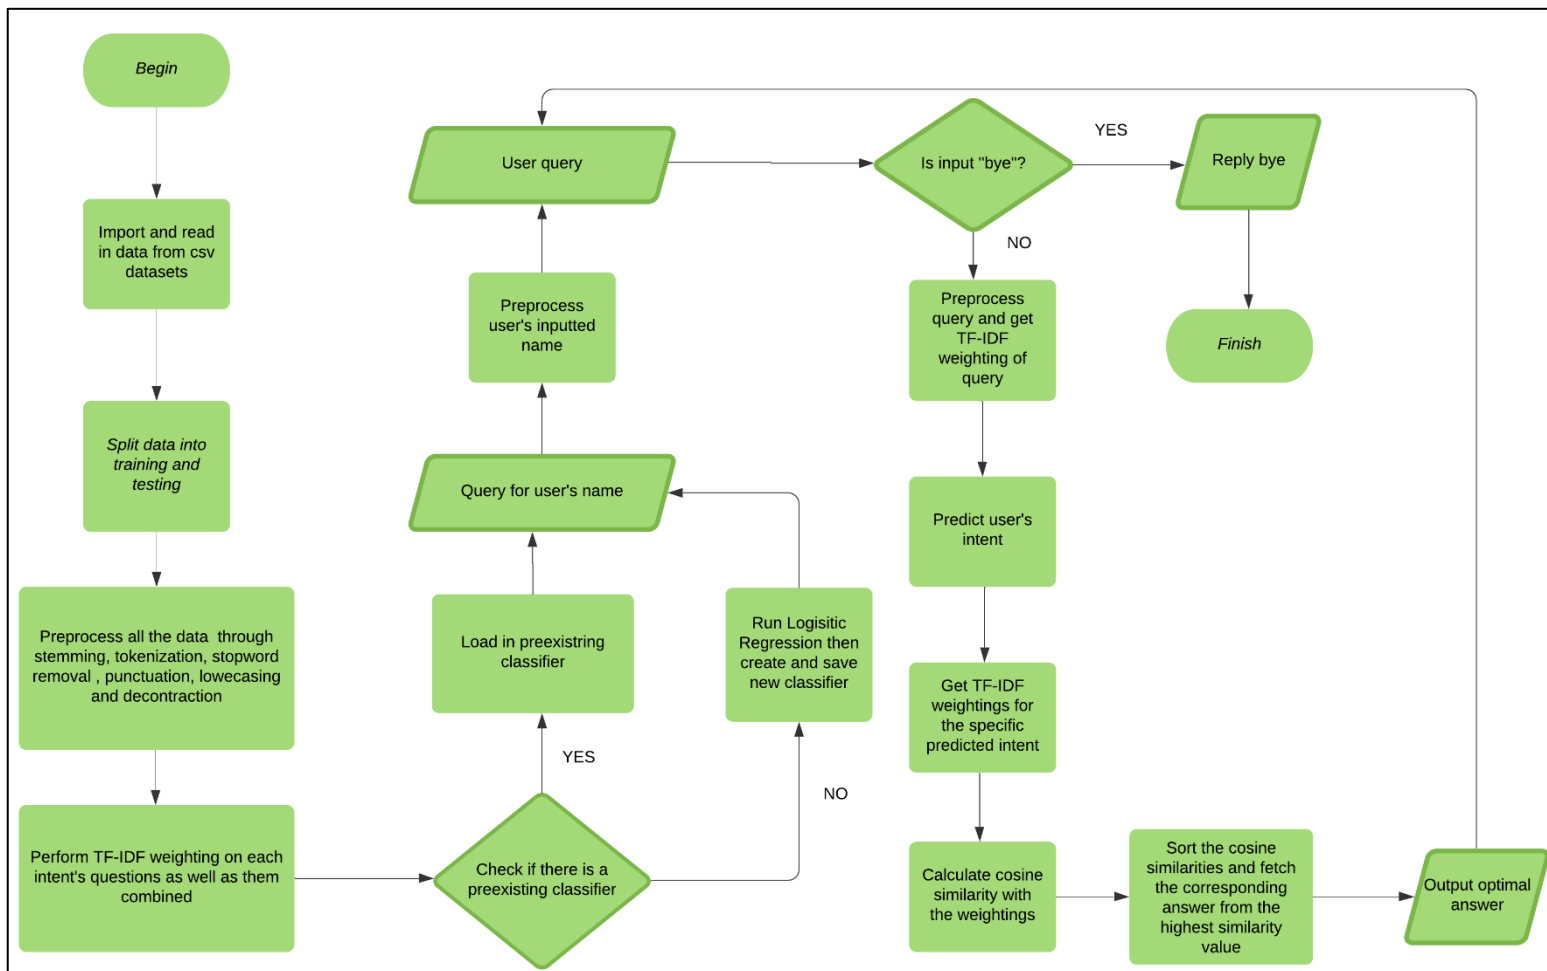 Begin
Import and read
in data from csv
datasets
Split data into
training and
testing
Preprocess all the data through
stemming, tokenization, stopword
removal , punctuation, lowecasing
and decontraction
Perform TF-IDF weighting on each
intent's questions as well as them
combined
Check if there is a
preexisting classifier
YES
NO
Load in preexistring
classifier
Run Logisitic
Regression then
create and save
new classifier
Query for user's name
Preprocess
user's inputted
name
User query
Is input "bye"?
YES
Reply bye
Finish
NO
Preprocess
query and get
TF-IDF
weighting of
query
Predict user's
intent
Get TF-IDF
weightings for
the specific
predicted intent
Calculate cosine
similarity with
the weightings
Sort the cosine
similarities and fetch
the corresponding
answer from the
highest similarity
value
Output optimal
answer